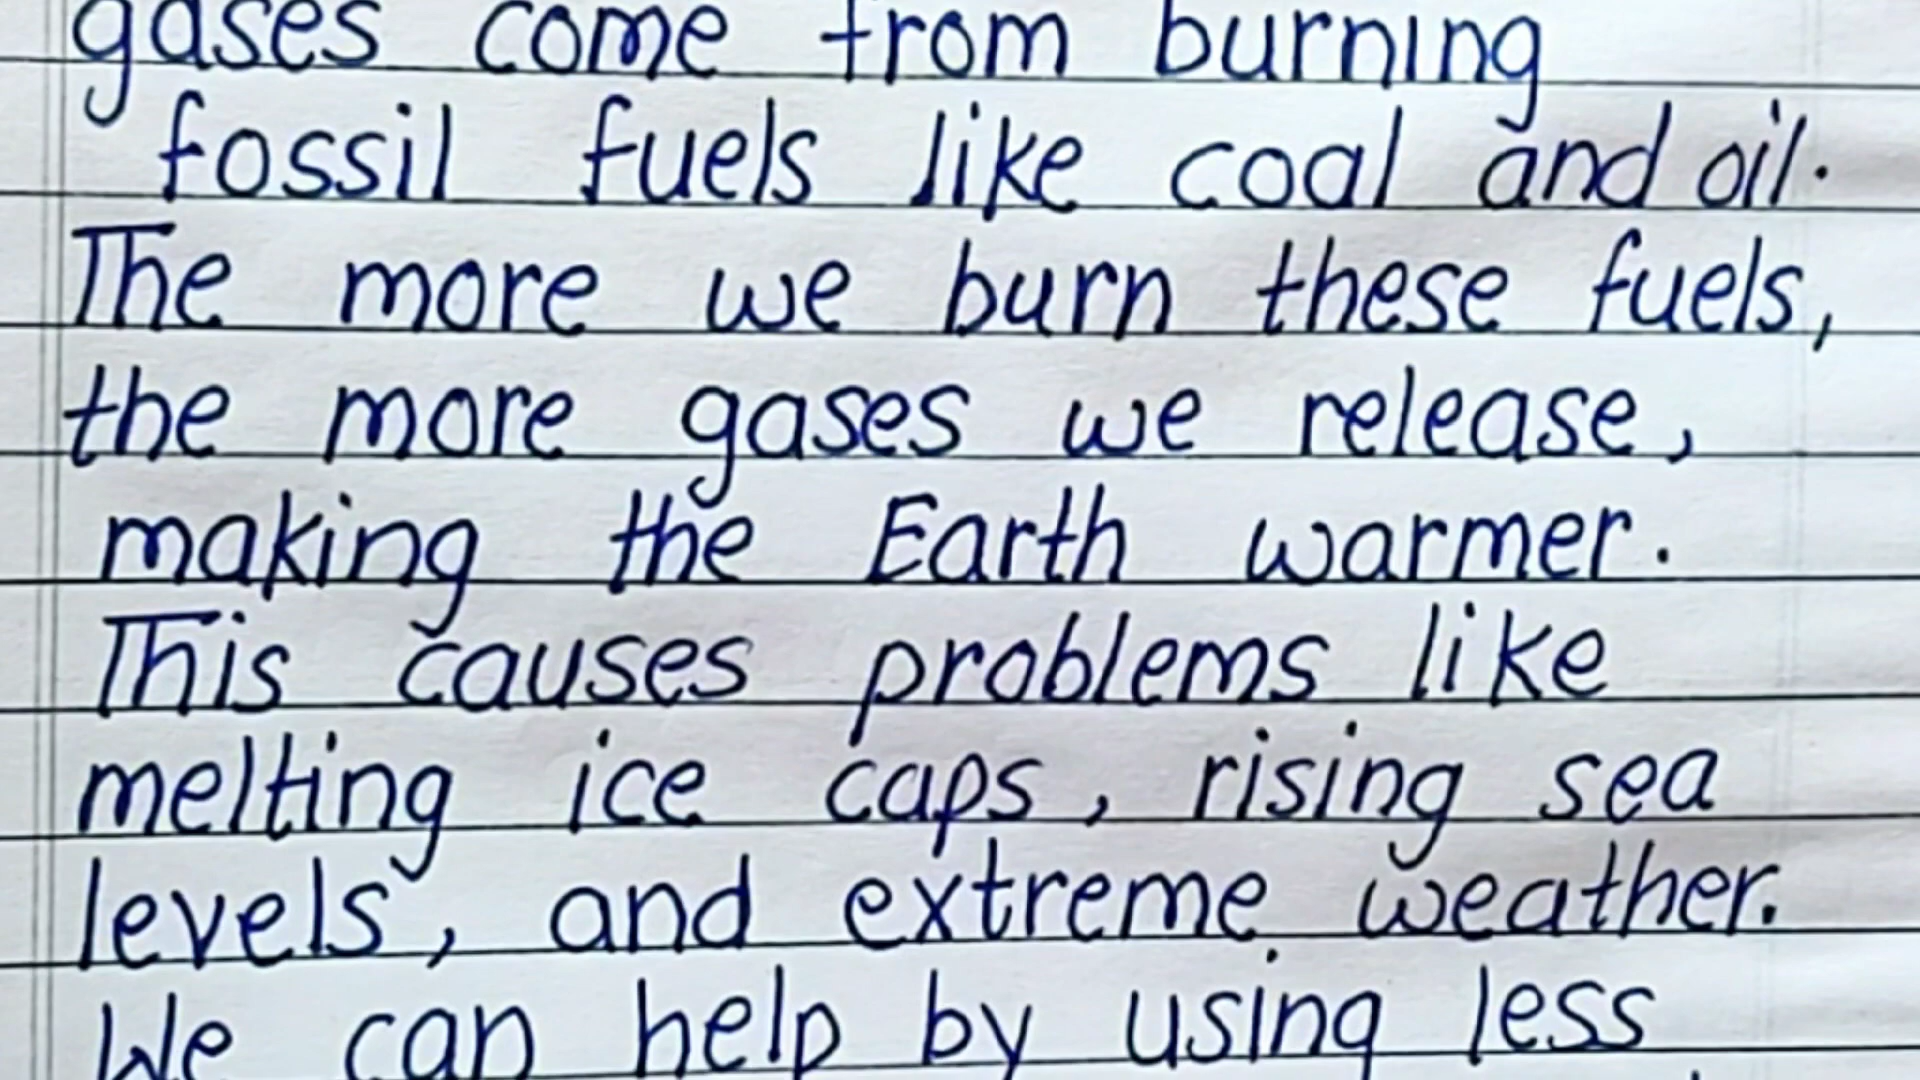 gases come from burning
fossil fuels like coal and oil.
The more we burn these fuels,
the more gases we release,
making the Earth warmer.
This causes problems like
melting ice caps, rising sea
levels, and extreme weather.
We can help by using less